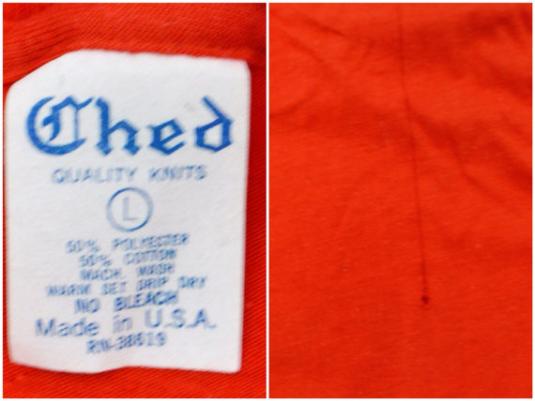 Ched
QUALITY KNITS
L
50% POLYESTER
50% COTTON
MACH. WASH
WARM SET DRIP DRY
NO BLEACH
Made in U.S.A.
RN-38619